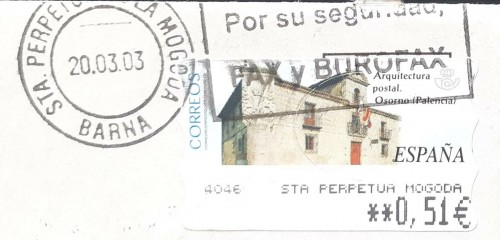 STA. PERPETUA DE LA MOGODA
20.03.03
BARNA
Por su seguridad,
FAX y BUROFAX
CORREOS
Arquitectura
postal.
Osorno (Palencia)
ESPAÑA
4046 STA PERPETUA MOGODA
**0,51€